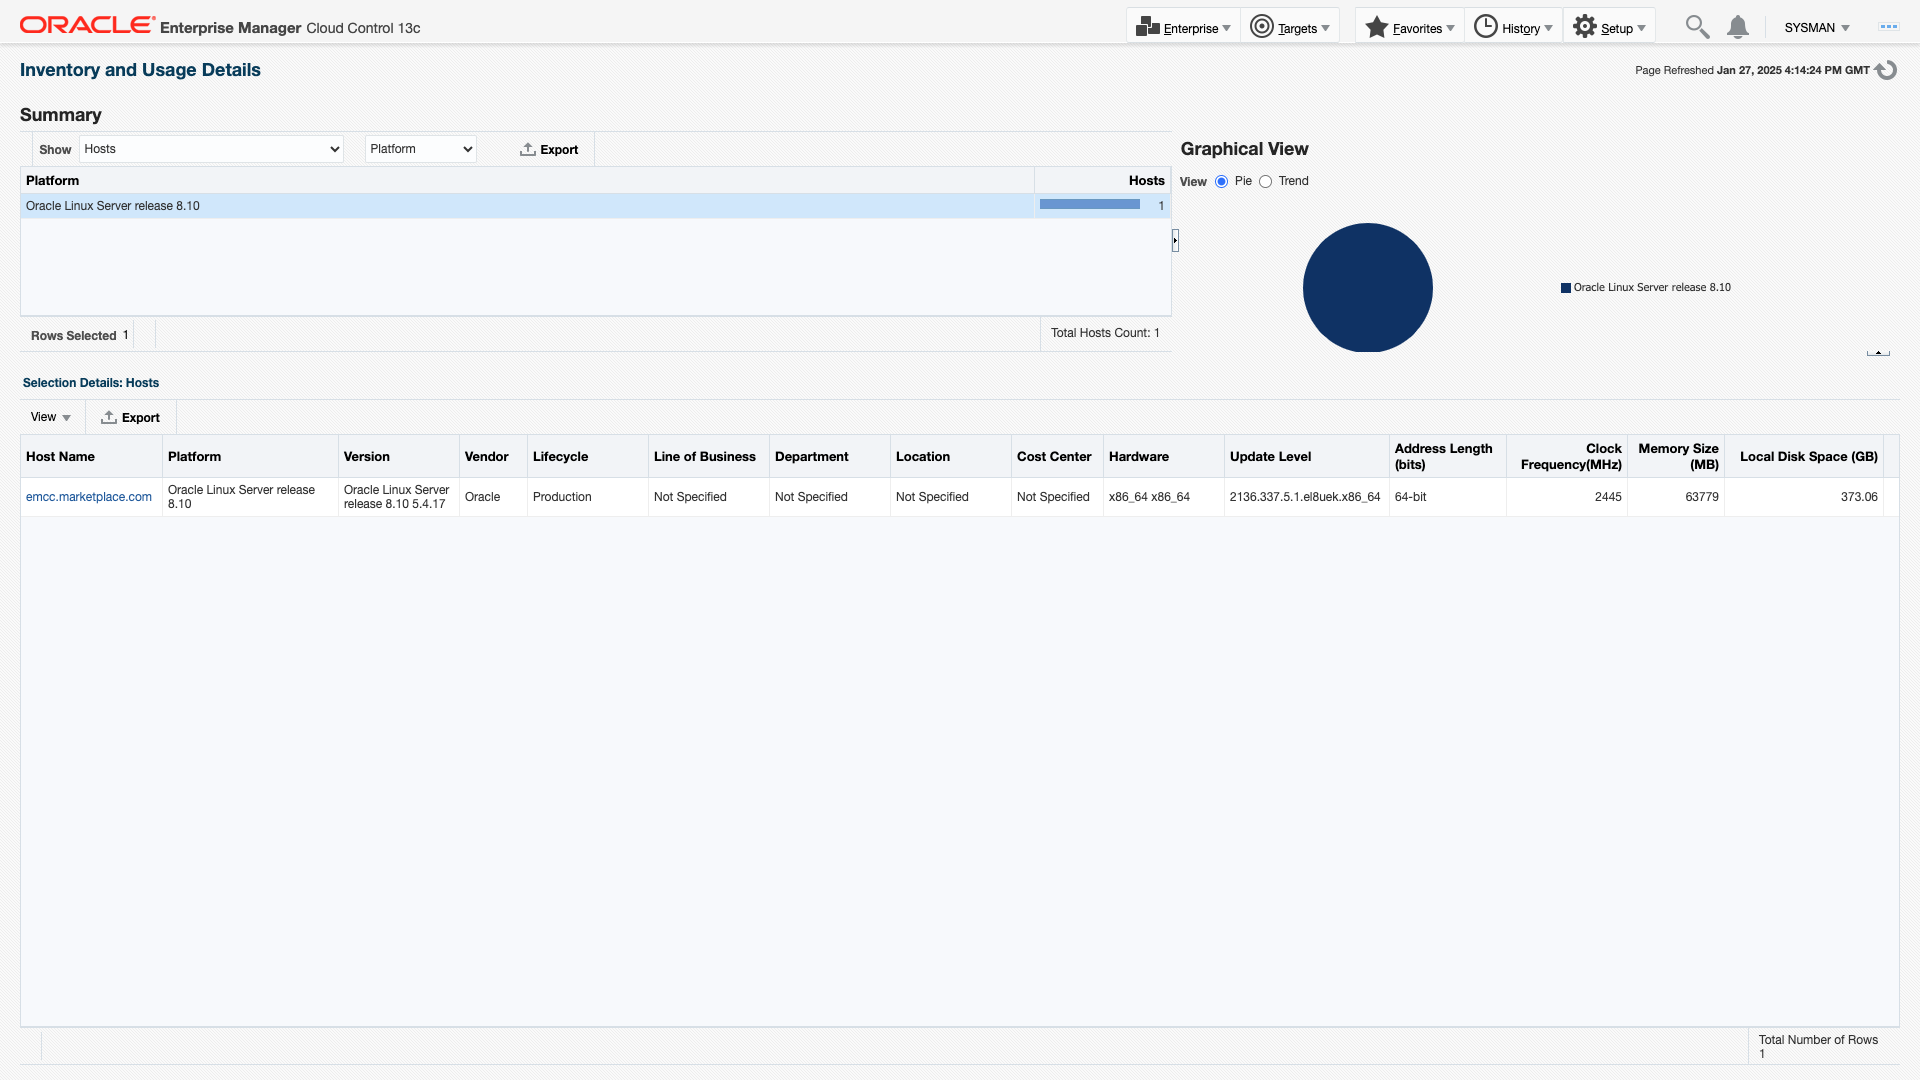 ORACLE Enterprise Manager Cloud Control 13c
Enterprise Targets Favorites History Setup SYSMAN
Inventory and Usage Details
Page Refreshed Jan 27, 2025 4:14:24 PM GMT
Summary
Show Hosts Platform Export
Platform Hosts
Oracle Linux Server release 8.10 1
Rows Selected 1
Total Hosts Count: 1
Graphical View
View Pie Trend
Oracle Linux Server release 8.10
Selection Details: Hosts
View Export
Host Name Platform Version Vendor Lifecycle Line of Business Department Location Cost Center Hardware Update Level Address Length (bits) Clock Frequency(MHz) Memory Size (MB) Local Disk Space (GB)
emcc.marketplace.com Oracle Linux Server release 8.10 Oracle Linux Server release 8.10 5.4.17 Oracle Production Not Specified Not Specified Not Specified Not Specified x86_64 x86_64 2136.337.5.1.el8uek.x86_64 64-bit 2445 63779 373.06
Total Number of Rows
1